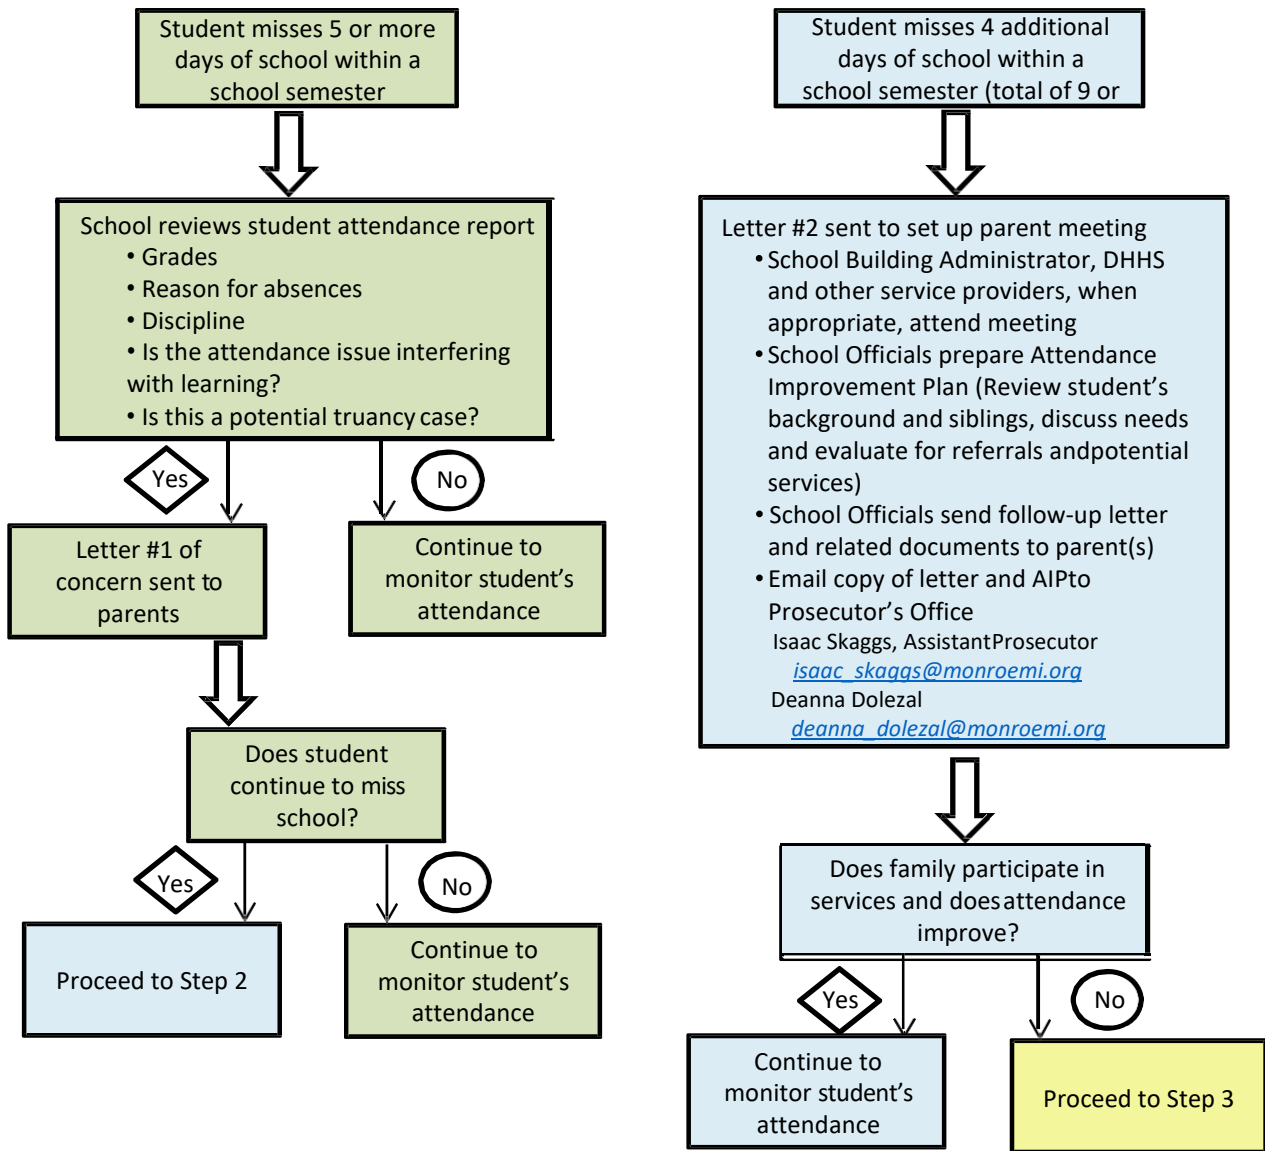 Student misses 5 or more
days of school within a
school semester
School reviews student attendance report
• Grades
• Reason for absences
• Discipline
• Is the attendance issue interfering
with learning?
• Is this a potential truancy case?
Yes
No
Letter #1 of
concern sent to
parents
Continue to
monitor student's
attendance
Does student
continue to miss
school?
Yes
No
Proceed to Step 2
Continue to
monitor student's
attendance
Student misses 4 additional
days of school within a
school semester (total of 9 or
Letter #2 sent to set up parent meeting
• School Building Administrator, DHHS
and other service providers, when
appropriate, attend meeting
• School Officials prepare Attendance
Improvement Plan (Review student's
background and siblings, discuss needs
and evaluate for referrals andpotential
services)
• School Officials send follow-up letter
and related documents to parent(s)
• Email copy of letter and AIPto
Prosecutor's Office
Isaac Skaggs, AssistantProsecutor
isaac_skaggs@monroemi.org
Deanna Dolezal
deanna_dolezal@monroemi.org
Does family participate in
services and does attendance
improve?
Yes
No
Continue to
monitor student's
attendance
Proceed to Step 3